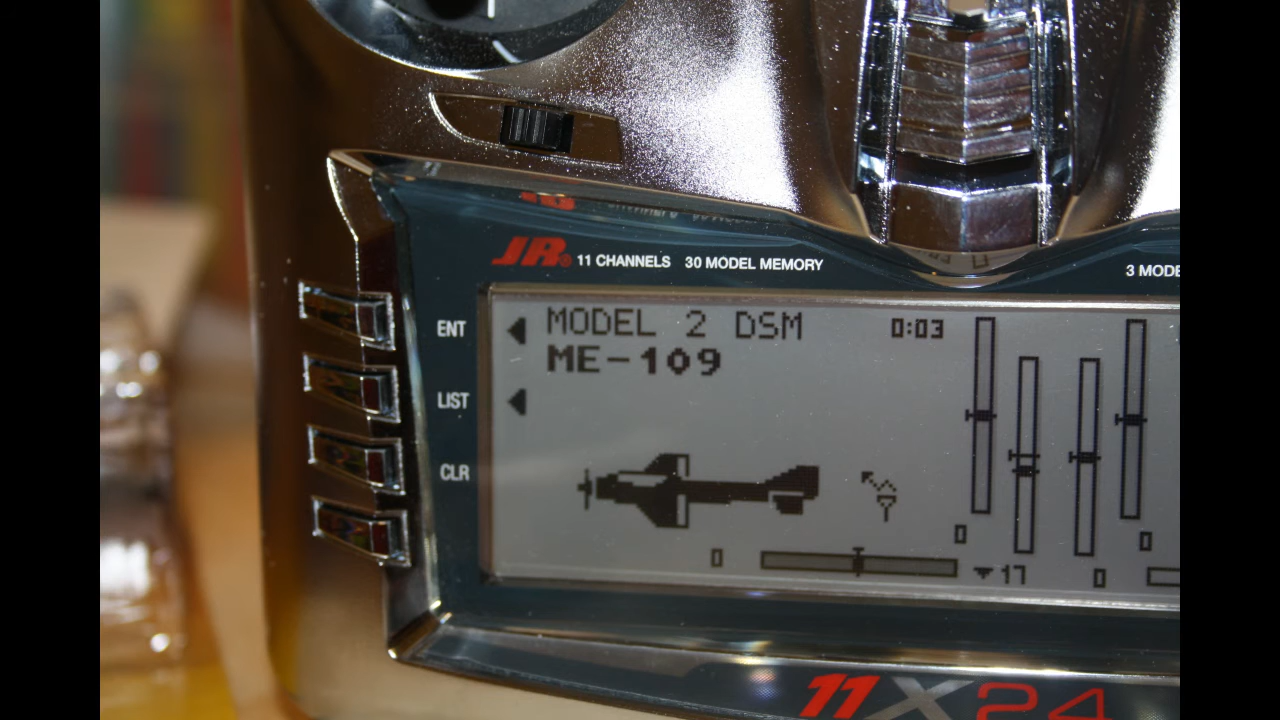 JR® 11 CHANNELS 30 MODEL MEMORY
3 MODE
ENT
LIST
CLR
MODEL 2 DSM
0:03
ME-109
0
0
0
0
17
11X24